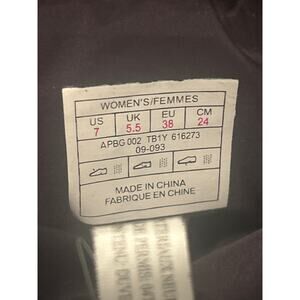 WOMEN'S/FEMMES
US UK EU CM
7 5.5 38 24
APBG 002 TB1Y 616273
09-093
MADE IN CHINA
FABRIQUE EN CHINE